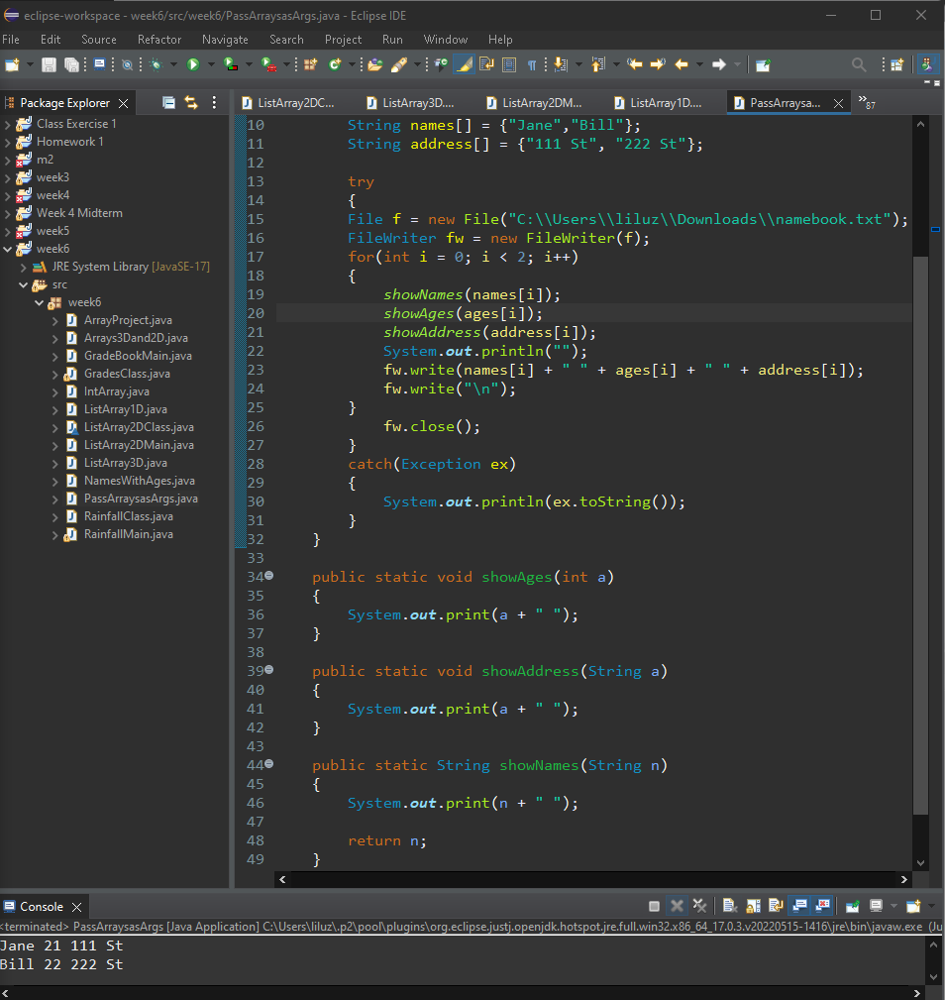 eclipse-workspace - week6/src/week6/PassArraysasArgs.java - Eclipse IDE
File Edit Source Refactor Navigate Search Project Run Window Help
Package Explorer
ListArray2DC... ListArray3D.... ListArray2DM... ListArray1D.... PassArraysa... »87
Class Exercise 1
Homework 1
m2
week3
week4
Week 4 Midterm
week5
week6
JRE System Library [JavaSE-17]
src
week6
ArrayProject.java
Arrays3Dand2D.java
GradeBookMain.java
GradesClass.java
IntArray.java
ListArray1D.java
ListArray2DClass.java
ListArray2DMain.java
ListArray3D.java
NamesWithAges.java
PassArraysasArgs.java
RainfallClass.java
RainfallMain.java
10 String names[] = {"Jane","Bill"};
11 String address[] = {"111 St", "222 St"};
12
13 try
14 {
15 File f = new File("C:\\Users\\liluz\\Downloads\\namebook.txt");
16 FileWriter fw = new FileWriter(f);
17 for(int i = 0; i < 2; i++)
18 {
19 showNames(names[i]);
20 showAges(ages[i]);
21 showAddress(address[i]);
22 System.out.println("");
23 fw.write(names[i] + " " + ages[i] + " " + address[i]);
24 fw.write("\n");
25 }
26 fw.close();
27 }
28 catch(Exception ex)
29 {
30 System.out.println(ex.toString());
31 }
32 }
33
34 public static void showAges(int a)
35 {
36 System.out.print(a + " ");
37 }
38
39 public static void showAddress(String a)
40 {
41 System.out.print(a + " ");
42 }
43
44 public static String showNames(String n)
45 {
46 System.out.print(n + " ");
47
48 return n;
49 }
Console
<terminated> PassArraysasArgs [Java Application] C:\Users\liluz\.p2\pool\plugins\org.eclipse.justj.openjdk.hotspot.jre.full.win32.x86_64_17.0.3.v20220515-1416\jre\bin\javaw.exe (Ju
Jane 21 111 St
Bill 22 222 St